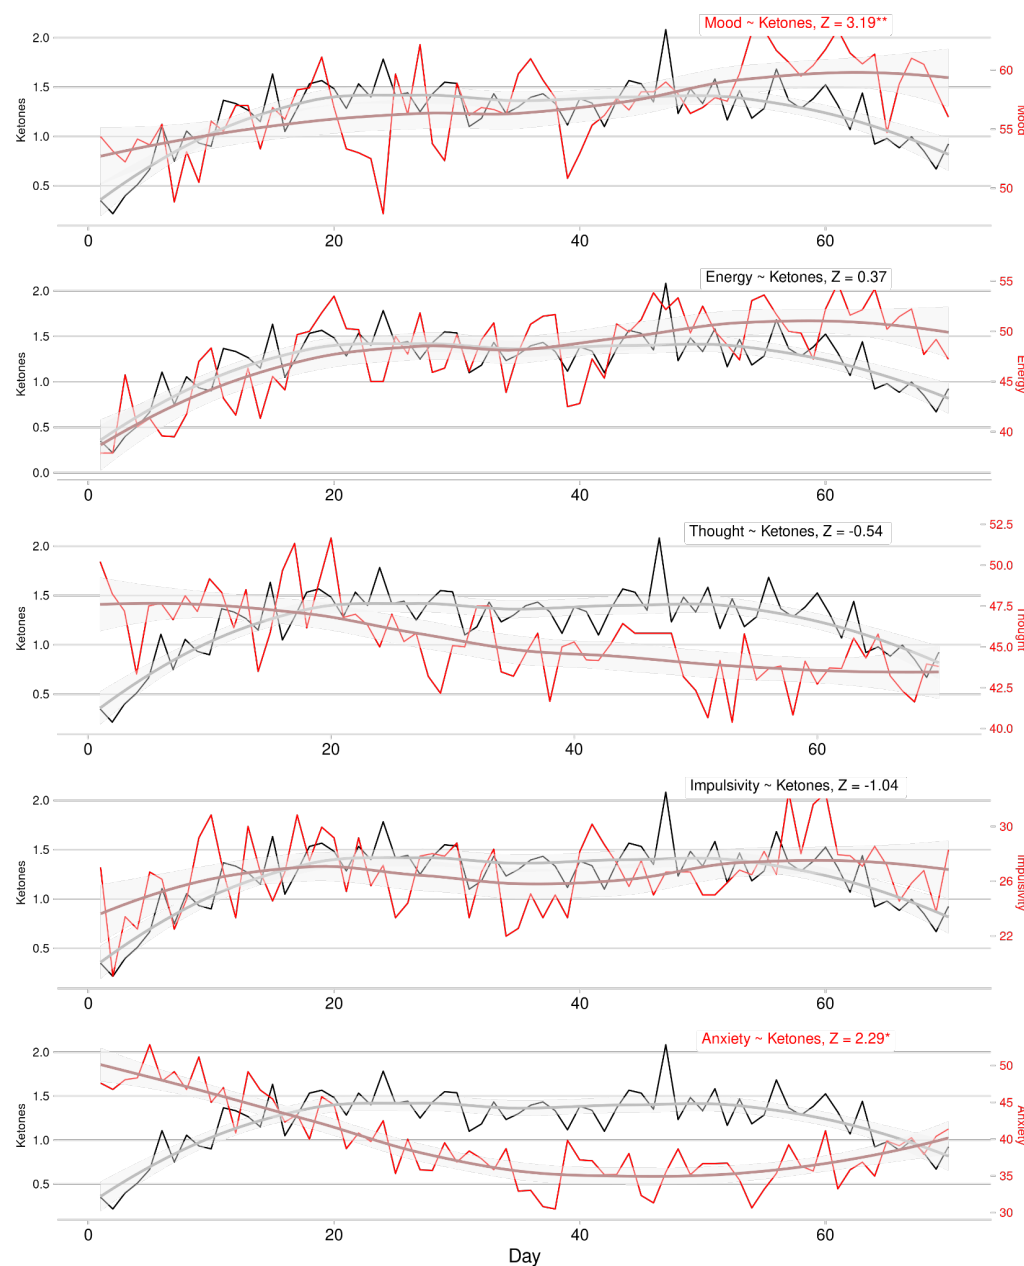 Mood ~ Ketones, Z = 3.19**
2.0
1.5
1.0
0.5
Ketones
60
55
50
Mood
0 20 40 60
Energy ~ Ketones, Z = 0.37
2.0
1.5
1.0
0.5
0.0
Ketones
55
50
45
40
Energy
0 20 40 60
Thought ~ Ketones, Z = -0.54
2.0
1.5
1.0
0.5
Ketones
52.5
50.0
47.5
45.0
42.5
40.0
Thought
0 20 40 60
Impulsivity ~ Ketones, Z = -1.04
2.0
1.5
1.0
0.5
Ketones
30
26
22
Impulsivity
0 20 40 60
Anxiety ~ Ketones, Z = 2.29*
2.0
1.5
1.0
0.5
Ketones
50
45
40
35
30
Anxiety
0 20 40 60
Day